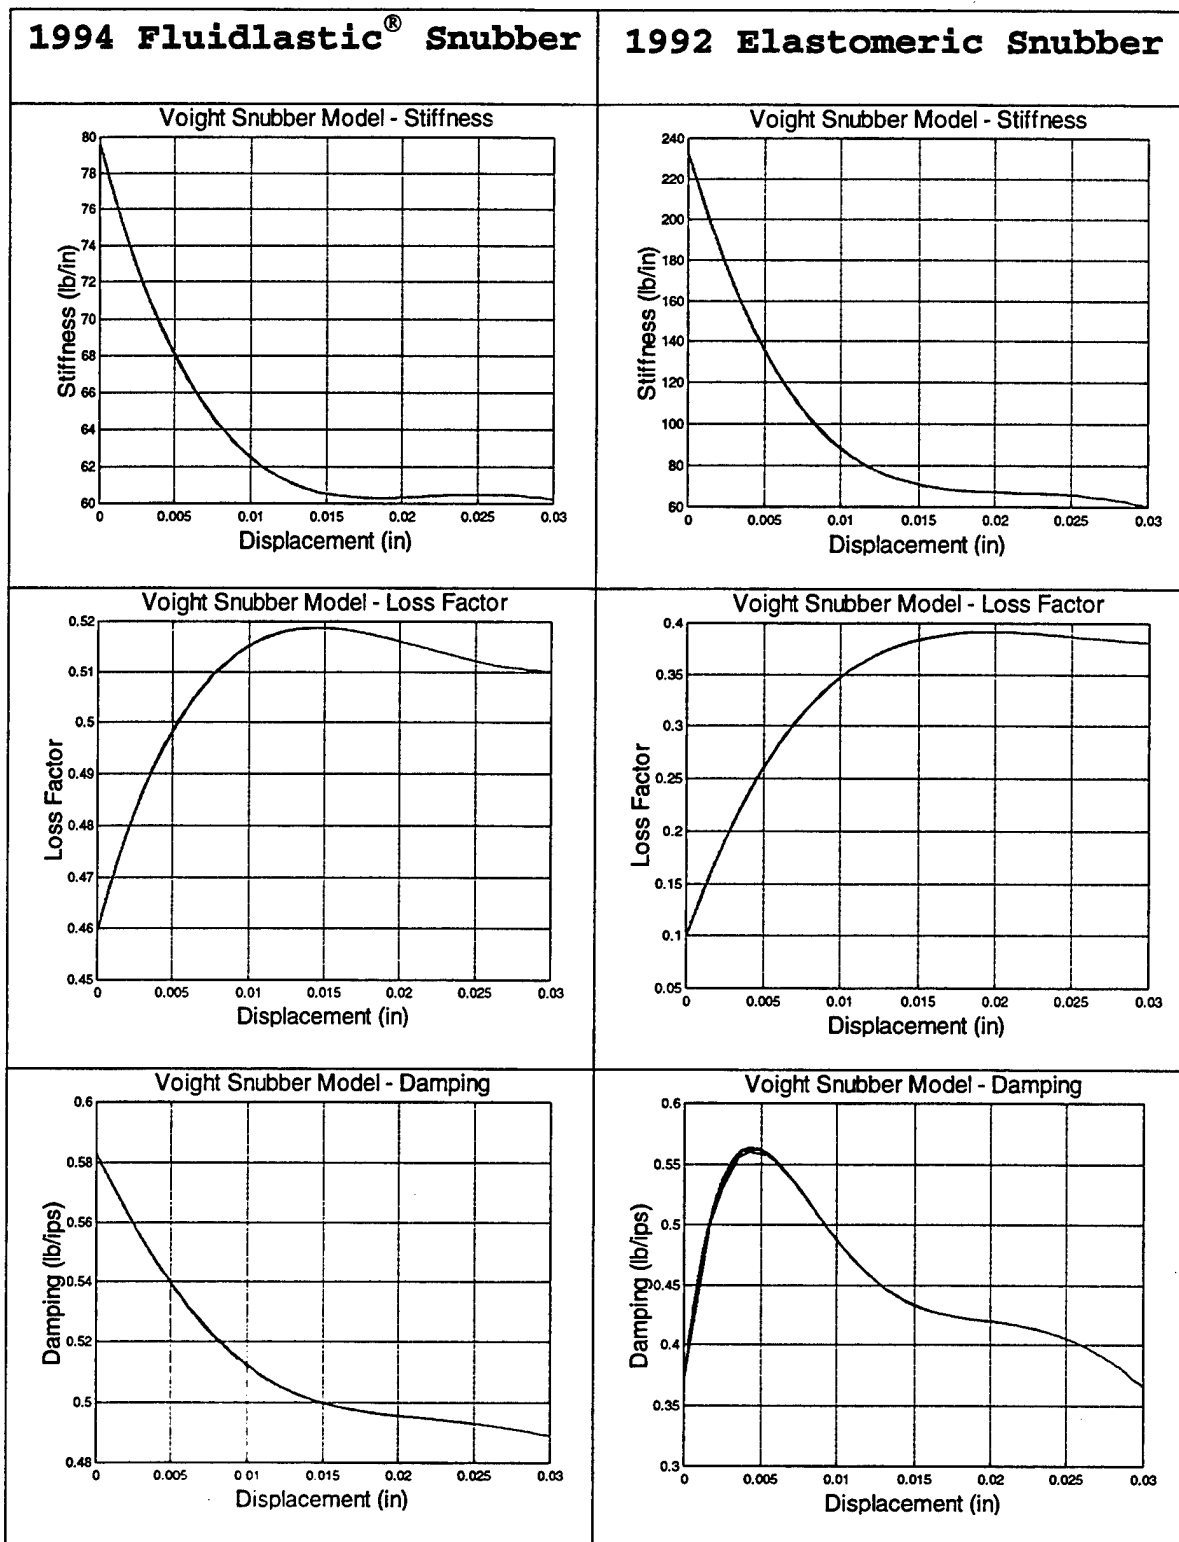 1994 Fluidlastic® Snubber
1992 Elastomeric Snubber
Voight Snubber Model - Stiffness
80
78
76
74
72
70
68
66
64
62
60
Stiffness (lb/in)
0 0.005 0.01 0.015 0.02 0.025 0.03
Displacement (in)
Voight Snubber Model - Stiffness
240
220
200
180
160
140
120
100
80
60
Stiffness (lb/in)
0 0.005 0.01 0.015 0.02 0.025 0.03
Displacement (in)
Voight Snubber Model - Loss Factor
0.52
0.51
0.5
0.49
0.48
0.47
0.46
0.45
Loss Factor
0 0.005 0.01 0.015 0.02 0.025 0.03
Displacement (in)
Voight Snubber Model - Loss Factor
0.4
0.35
0.3
0.25
0.2
0.15
0.1
0.05
Loss Factor
0 0.005 0.01 0.015 0.02 0.025 0.03
Displacement (in)
Voight Snubber Model - Damping
0.6
0.58
0.56
0.54
0.52
0.5
0.48
Damping (lb/ips)
0 0.005 0.01 0.015 0.02 0.025 0.03
Displacement (in)
Voight Snubber Model - Damping
0.6
0.55
0.5
0.45
0.4
0.35
0.3
Damping (lb/ips)
0 0.005 0.01 0.015 0.02 0.025 0.03
Displacement (in)